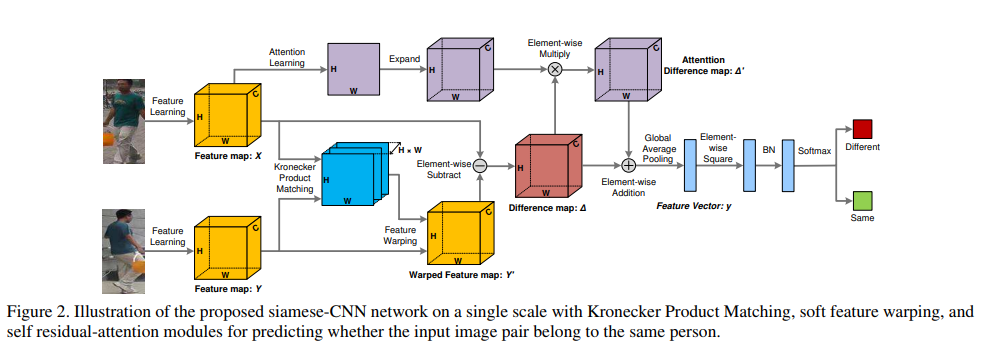 Attention
Learning
H
W
Expand
H
W
C
Element-wise
Multiply
H
W
C
Attenttion
Difference map: Δ'
Feature
Learning
H
W
C
Feature map: X
Kronecker
Product
Matching
H
W
H × W
Element-wise
Subtract
H
W
C
Difference map: Δ
Element-wise
Addition
Global
Average
Pooling
Feature Vector: y
Element-
wise
Square
BN
Softmax
Different
Same
Feature
Learning
H
W
C
Feature map: Y
Feature
Warping
H
W
C
Warped Feature map: Y'
Figure 2. Illustration of the proposed siamese-CNN network on a single scale with Kronecker Product Matching, soft feature warping, and
self residual-attention modules for predicting whether the input image pair belong to the same person.